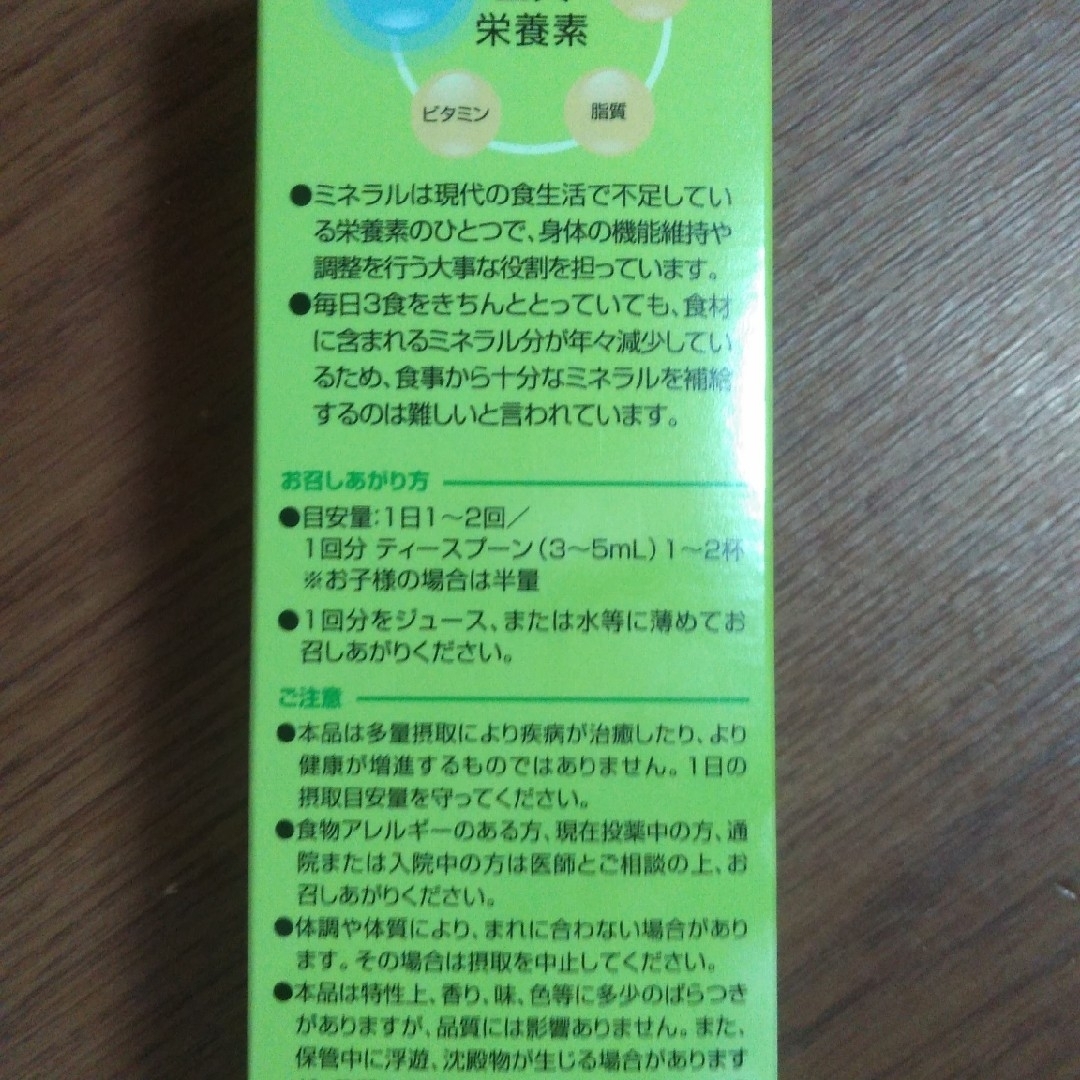 栄養素
ビタミン
脂質
●ミネラルは現代の食生活で不足してい
る栄養素のひとつで、身体の機能維持や
調整を行う大事な役割を担っています。
●毎日3食をきちんととっていても、食材
に含まれるミネラル分が年々減少してい
るため、食事から十分なミネラルを補給
するのは難しいと言われています。
お召しあがり方
●目安量:1日1〜2回/
1回分 ティースプーン(3〜5mL)1〜2杯
※お子様の場合は半量
●1回分をジュース、または水等に薄めてお
召しあがりください。
ご注意
●本品は多量摂取により疾病が治癒したり、より
健康が増進するものではありません。1日の
摂取目安量を守ってください。
●食物アレルギーのある方、現在投薬中の方、通
院または入院中の方は医師とご相談の上、お
召しあがりください。
●体調や体質により、まれに合わない場合があり
ます。その場合は摂取を中止してください。
●本品は特性上、香り、味、色等に多少のばらつき
がありますが、品質には影響ありません。また、
保管中に浮遊、沈殿物が生じる場合があります